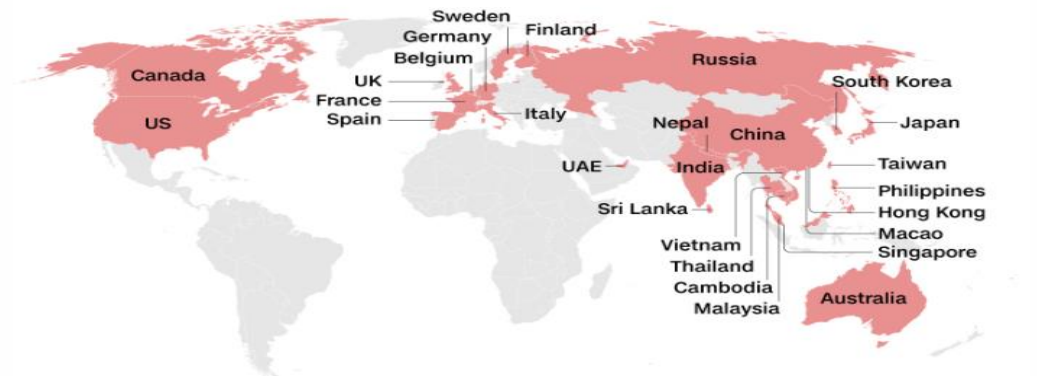 Sweden
Germany
Finland
Belgium
Canada
UK
Russia
South Korea
France
US
Spain
Italy
Nepal
China
Japan
UAE
India
Taiwan
Philippines
Sri Lanka
Hong Kong
Macao
Vietnam
Singapore
Thailand
Cambodia
Malaysia
Australia